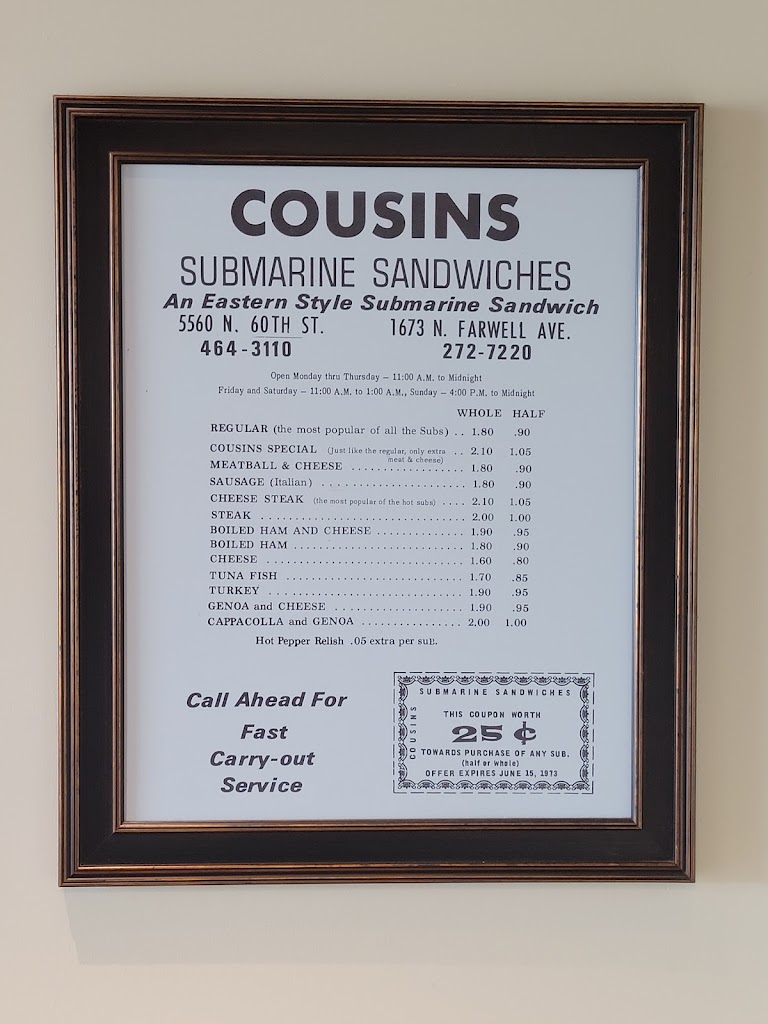 COUSINS
SUBMARINE SANDWICHES
An Eastern Style Submarine Sandwich
5560 N. 60TH ST. 1673 N. FARWELL AVE.
464-3110 272-7220
Open Monday thru Thursday — 11:00 A.M. to Midnight
Friday and Saturday — 11:00 A.M. to 1:00 A.M., Sunday — 4:00 P.M. to Midnight
WHOLE HALF
REGULAR (the most popular of all the Subs) .. 1.80 .90
COUSINS SPECIAL (Just like the regular, only extra .. 2.10 1.05
meat & cheese)
MEATBALL & CHEESE .................. 1.80 .90
SAUSAGE (Italian) ....................... 1.80 .90
CHEESE STEAK (the most popular of the hot subs) .... 2.10 1.05
STEAK ................................ 2.00 1.00
BOILED HAM AND CHEESE .............. 1.90 .95
BOILED HAM ........................... 1.80 .90
CHEESE ............................... 1.60 .80
TUNA FISH ............................ 1.70 .85
TURKEY ............................... 1.90 .95
GENOA and CHEESE .................... 1.90 .95
CAPPACOLLA and GENOA ................ 2.00 1.00
Hot Pepper Relish .05 extra per sub.
Call Ahead For
Fast
Carry-out
Service
SUBMARINE SANDWICHES
COUSINS
THIS COUPON WORTH
25¢
TOWARDS PURCHASE OF ANY SUB.
(half or whole)
OFFER EXPIRES JUNE 15, 1973